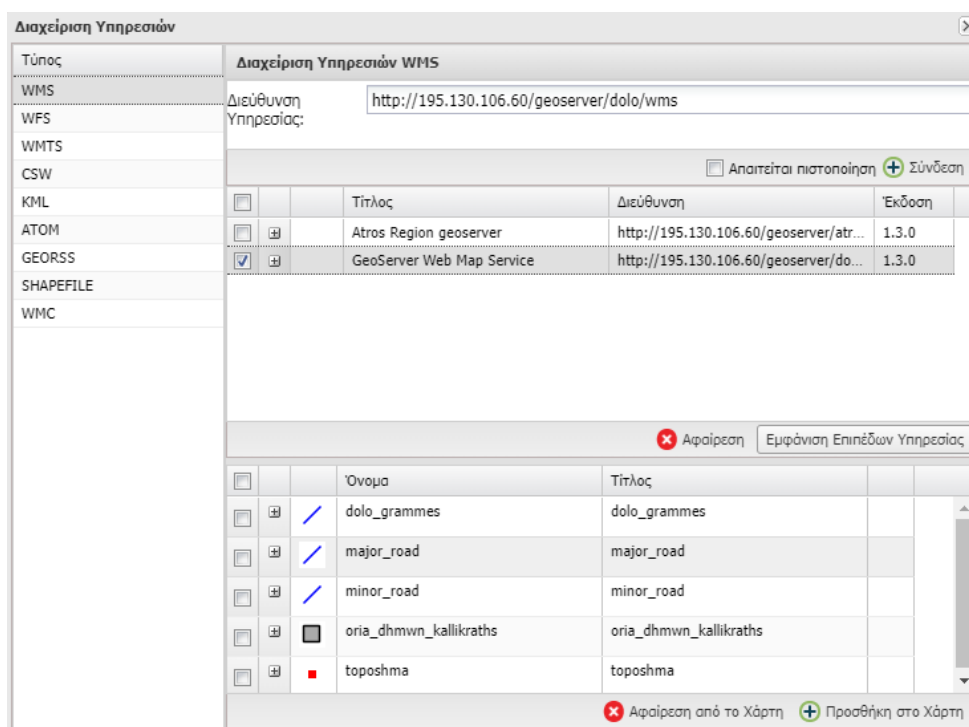 Διαχείριση Υπηρεσιών
Τύπος
WMS
WFS
WMTS
CSW
KML
ATOM
GEORSS
SHAPEFILE
WMC
Διαχείριση Υπηρεσιών WMS
Διεύθυνση
Υπηρεσίας:
http://195.130.106.60/geoserver/dolo/wms
Απαιτείται πιστοποίηση Σύνδεση
Τίτλος Διεύθυνση Έκδοση
Atros Region geoserver http://195.130.106.60/geoserver/atr... 1.3.0
GeoServer Web Map Service http://195.130.106.60/geoserver/do... 1.3.0
Αφαίρεση Εμφάνιση Επιπέδων Υπηρεσίας
Όνομα Τίτλος
dolo_grammes dolo_grammes
major_road major_road
minor_road minor_road
oria_dhmwn_kallikraths oria_dhmwn_kallikraths
toposhma toposhma
Αφαίρεση από το Χάρτη Προσθήκη στο Χάρτη